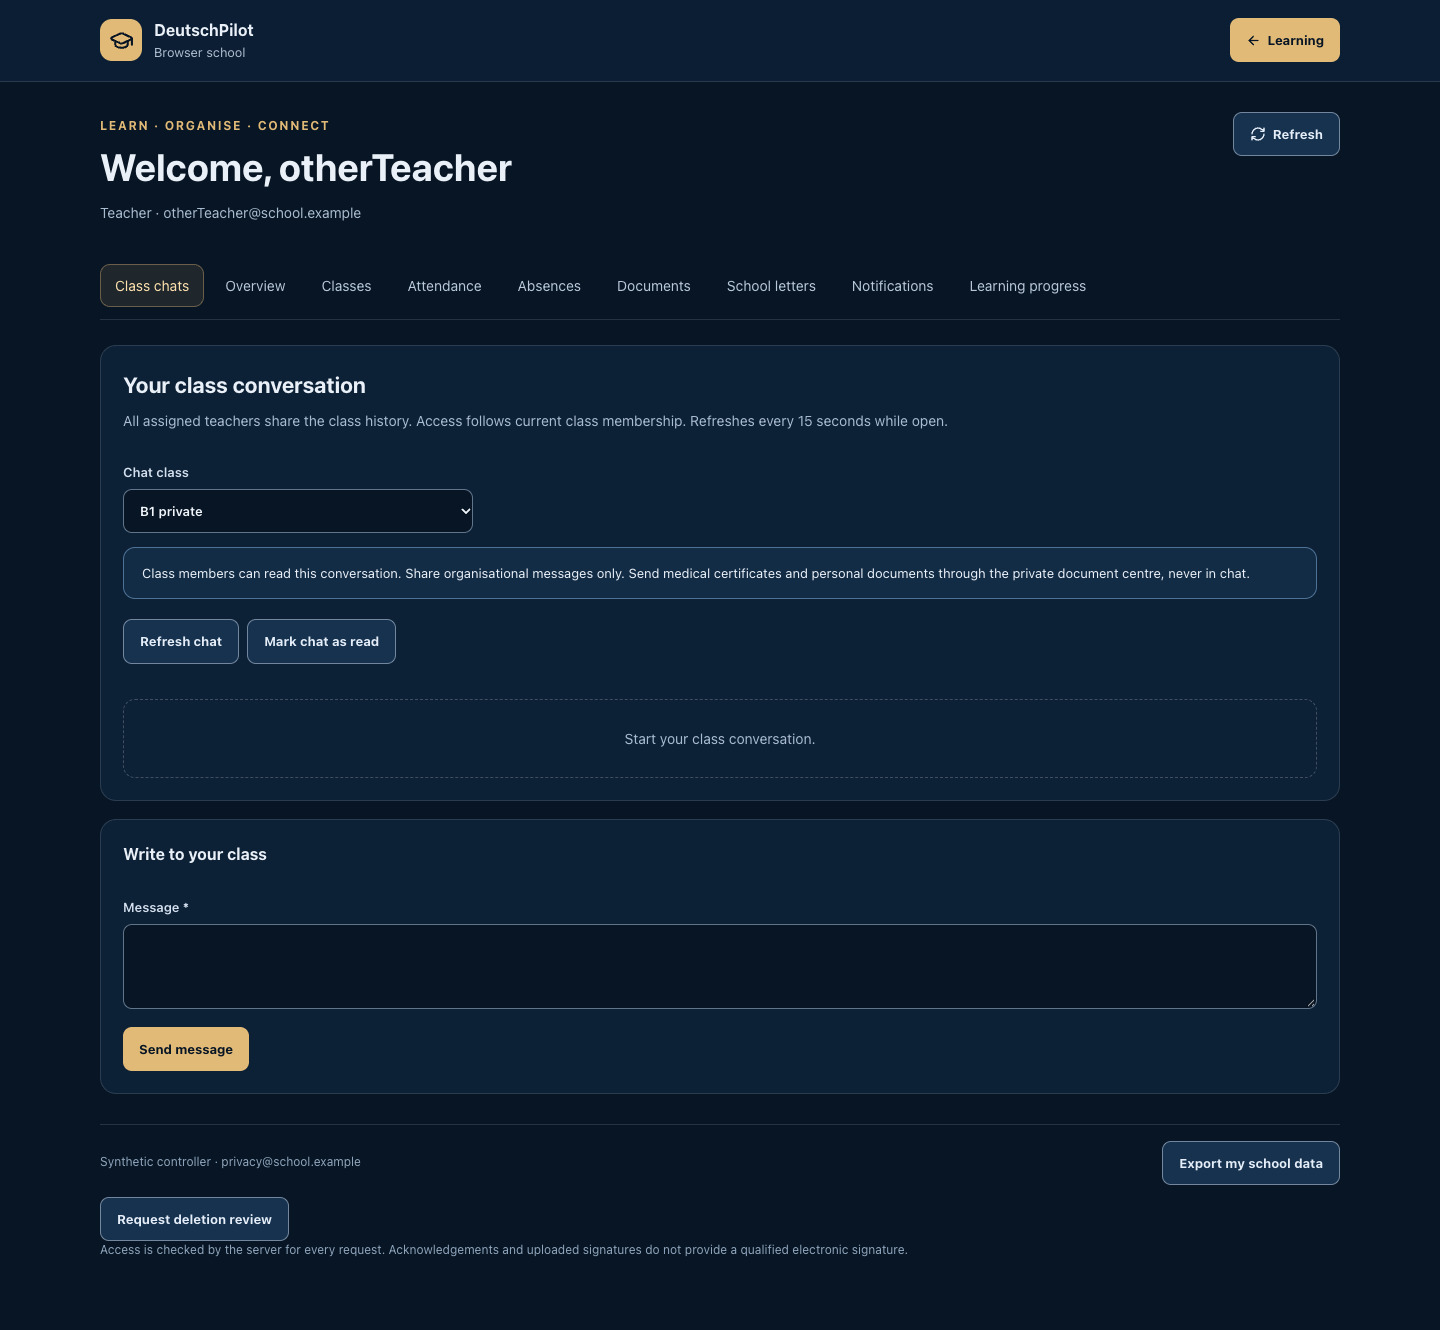 DeutschPilot
Browser school
Learning
LEARN · ORGANISE · CONNECT
Refresh
Welcome, otherTeacher
Teacher · otherTeacher@school.example
Class chats
Overview
Classes
Attendance
Absences
Documents
School letters
Notifications
Learning progress
Your class conversation
All assigned teachers share the class history. Access follows current class membership. Refreshes every 15 seconds while open.
Chat class
B1 private
Class members can read this conversation. Share organisational messages only. Send medical certificates and personal documents through the private document centre, never in chat.
Refresh chat
Mark chat as read
Start your class conversation.
Write to your class
Message *
Send message
Synthetic controller · privacy@school.example
Export my school data
Request deletion review
Access is checked by the server for every request. Acknowledgements and uploaded signatures do not provide a qualified electronic signature.